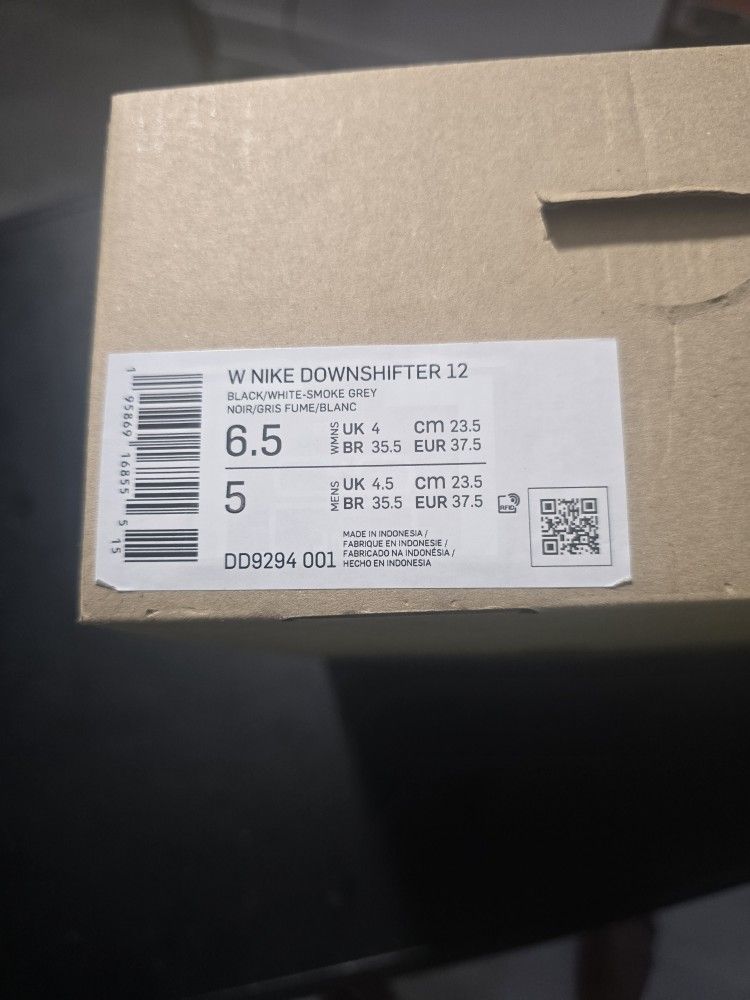 W NIKE DOWNSHIFTER 12
BLACK/WHITE-SMOKE GREY
NOIR/GRIS FUME/BLANC
6.5 WMNS UK 4 cm 23.5
BR 35.5 EUR 37.5
5 MENS UK 4.5 cm 23.5
BR 35.5 EUR 37.5
RFID
DD9294 001
MADE IN INDONESIA /
FABRIQUE EN INDONESIE /
FABRICADO NA INDONÉSIA /
HECHO EN INDONESIA
1 95869 16855 5 15